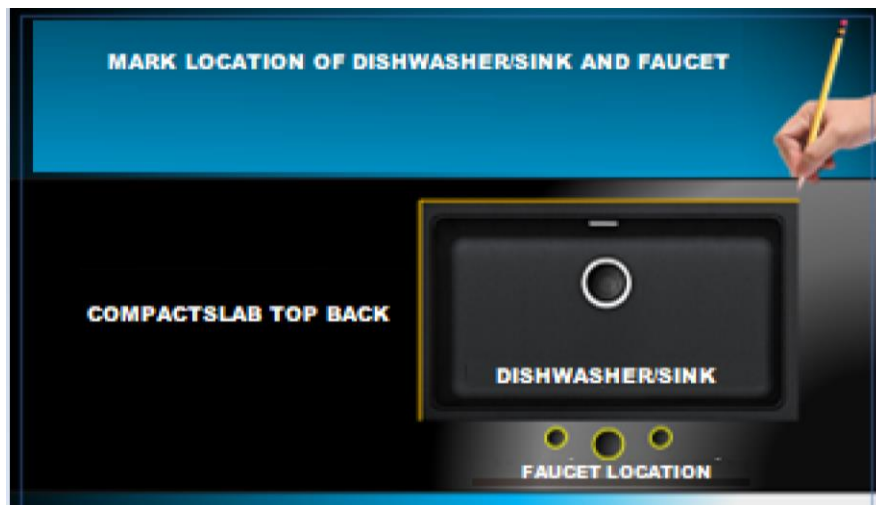 MARK LOCATION OF DISHWASHER/SINK AND FAUCET
COMPACTSLAB TOP BACK
DISHWASHER/SINK
FAUCET LOCATION